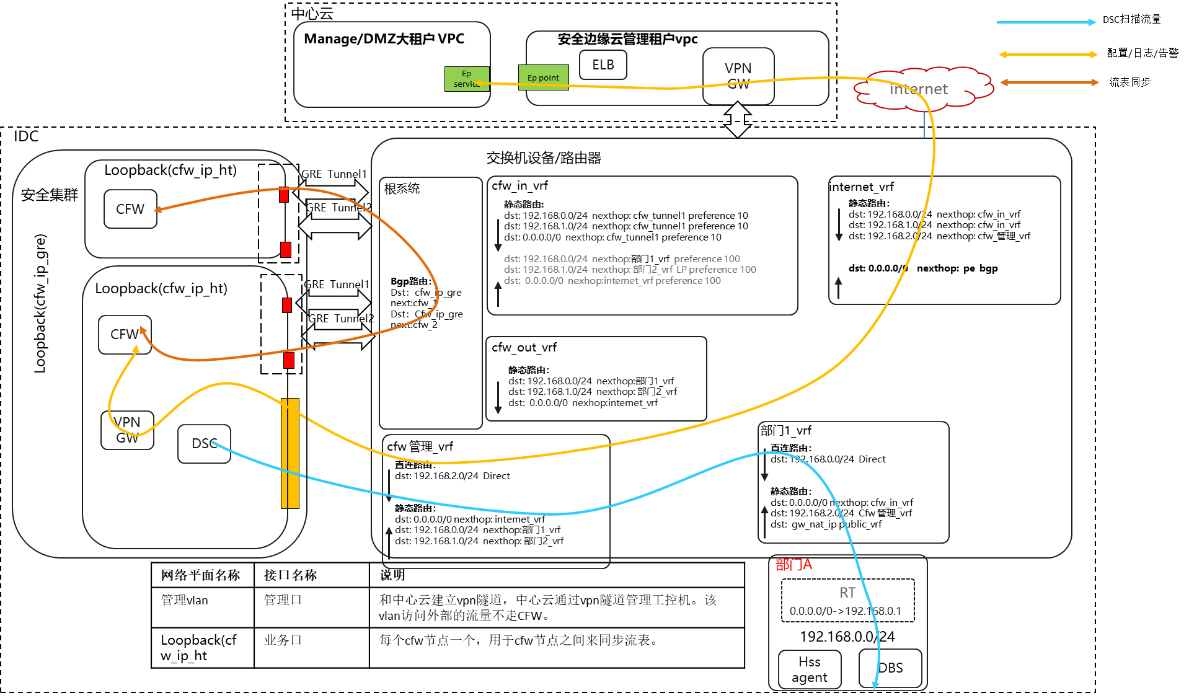 中心云
Manage/DMZ大租户 VPC
Ep
service
安全边缘云管理租户vpc
Ep point
ELB
VPN
GW
internet
DSC扫描流量
配置/日志/告警
流表同步
IDC
安全集群
Loopback(cfw_ip_gre)
Loopback(cfw_ip_ht)
CFW
GRE Tunnel1
GRE Tunnel2
Loopback(cfw_ip_ht)
CFW
GRE Tunnel1
GRE Tunnel2
VPN
GW
DSC
交换机设备/路由器
根系统
Bgp路由:
Dst: cfw_ip_gre
next:cfw_1
Dst: Cfw_ip_gre
next:cfw_2
cfw_in_vrf
静态路由:
dst: 192.168.0.0/24 nexthop: cfw_tunnel1 preference 10
dst: 192.168.1.0/24 nexthop: cfw_tunnel1 preference 10
dst: 0.0.0.0/0 nexthop: cfw_tunnel1 preference 10
dst: 192.168.0.0/24 nexthop:部门1_vrf preference 100
dst: 192.168.1.0/24 nexthop: 部门2_vrf LP preference 100
dst: 0.0.0.0/0 nexthop:internet_vrf preference 100
internet_vrf
静态路由:
dst: 192.168.0.0/24 nexthop: cfw_in_vrf
dst: 192.168.1.0/24 nexthop: cfw_in_vrf
dst: 192.168.2.0/24 nexthop: cfw_管理_vrf
dst: 0.0.0.0/0 nexthop: pe bgp
cfw_out_vrf
静态路由:
dst: 192.168.0.0/24 nexthop:部门1_vrf
dst: 192.168.1.0/24 nexthop: 部门2_vrf
dst: 0.0.0.0/0 nexhop:internet_vrf
cfw 管理_vrf
直连路由:
dst: 192.168.2.0/24 Direct
静态路由:
dst: 0.0.0.0/0 nexthop: internet_vrf
dst: 192.168.0.0/24 nexthop:部门1_vrf
dst: 192.168.1.0/24 nexthop: 部门2_vrf
部门1_vrf
直连路由:
dst: 192.168.0.0/24 Direct
静态路由:
dst: 0.0.0.0/0 nexthop: cfw_in_vrf
dst: 192.168.2.0/24 Cfw 管理_vrf
dst: gw_nat_ip public_vrf
网络平面名称 接口名称 说明
管理vlan 管理口 和中心云建立vpn隧道，中心云通过vpn隧道管理工控机。该
vlan访问外部的流量不走CFW。
Loopback(cf
w_ip_ht 业务口 每个cfw节点一个，用于cfw节点之间来同步流表。
部门A
RT
0.0.0.0/0->192.168.0.1
192.168.0.0/24
Hss
agent
DBS